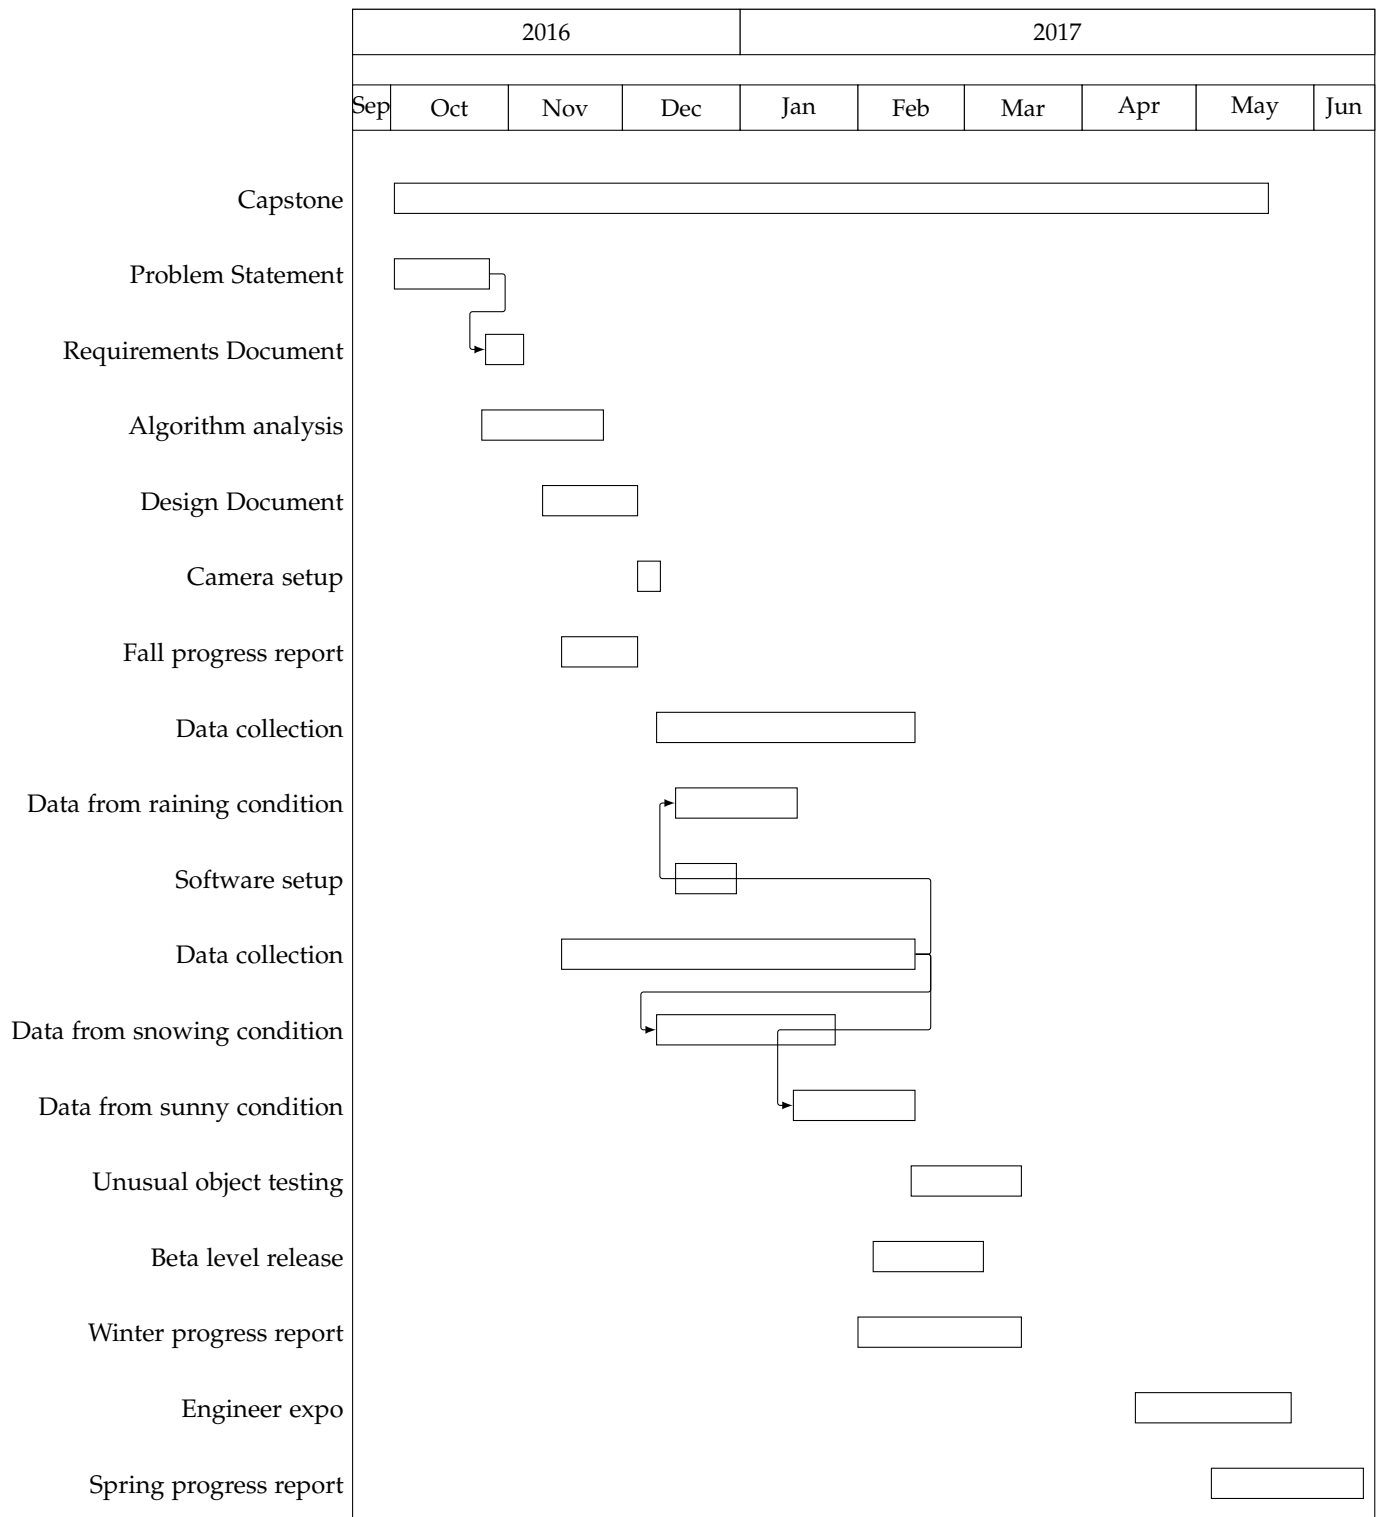 2016 2017
Sep Oct Nov Dec Jan Feb Mar Apr May Jun
Capstone
Problem Statement
Requirements Document
Algorithm analysis
Design Document
Camera setup
Fall progress report
Data collection
Data from raining condition
Software setup
Data collection
Data from snowing condition
Data from sunny condition
Unusual object testing
Beta level release
Winter progress report
Engineer expo
Spring progress report